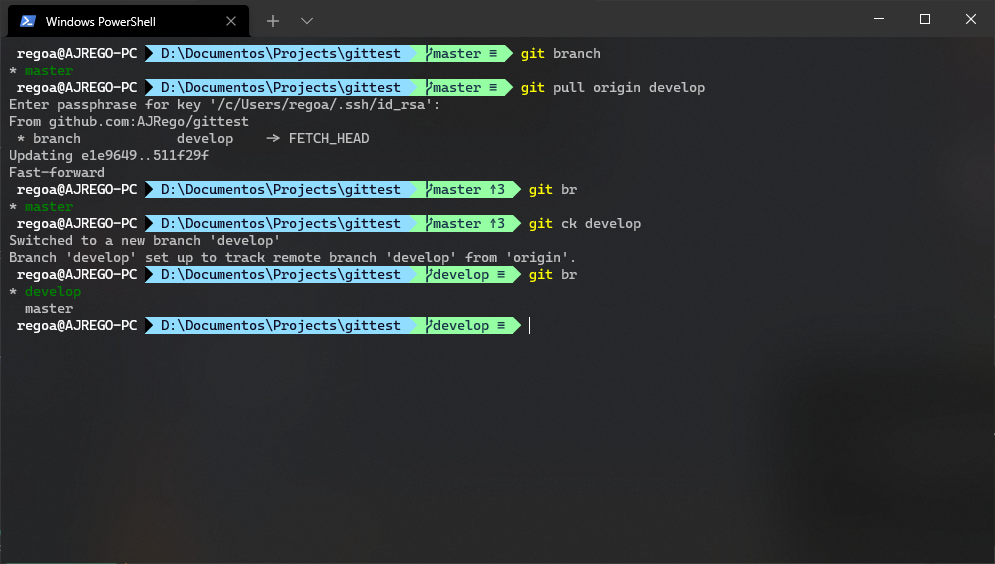 Windows PowerShell
regoa@AJREGO-PC D:\Documentos\Projects\gittest master ≡ git branch
* master
regoa@AJREGO-PC D:\Documentos\Projects\gittest master ≡ git pull origin develop
Enter passphrase for key '/c/Users/regoa/.ssh/id_rsa':
From github.com:AJRego/gittest
* branch            develop    -> FETCH_HEAD
Updating e1e9649..511f29f
Fast-forward
regoa@AJREGO-PC D:\Documentos\Projects\gittest master ↑3 git br
* master
regoa@AJREGO-PC D:\Documentos\Projects\gittest master ↑3 git ck develop
Switched to a new branch 'develop'
Branch 'develop' set up to track remote branch 'develop' from 'origin'.
regoa@AJREGO-PC D:\Documentos\Projects\gittest develop ≡ git br
* develop
master
regoa@AJREGO-PC D:\Documentos\Projects\gittest develop ≡